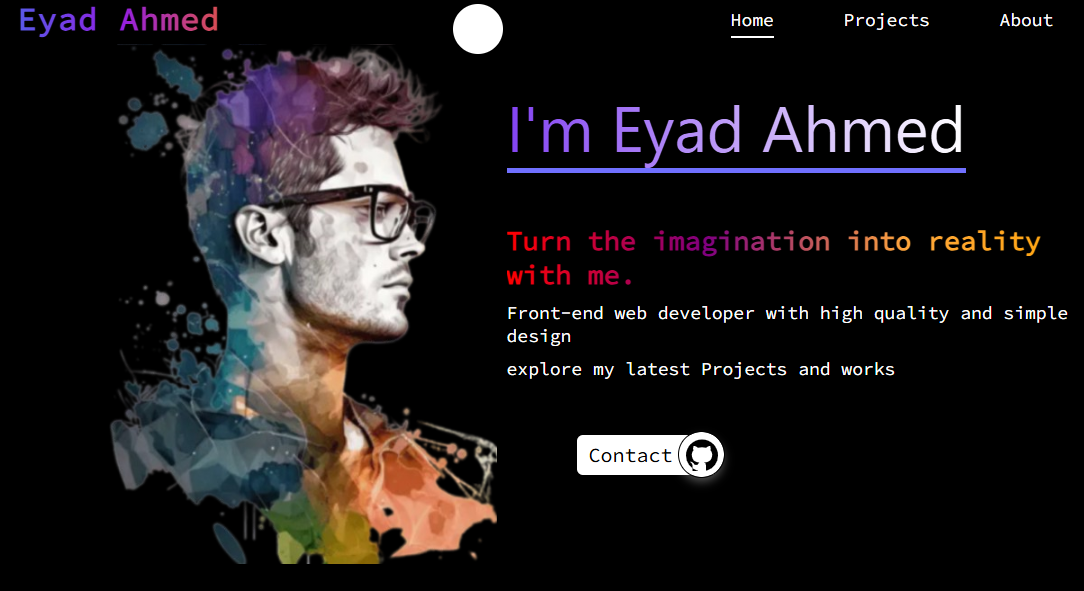 Eyad Ahmed
Home Projects About
I'm Eyad Ahmed
Turn the imagination into reality
with me.
Front-end web developer with high quality and simple
design
explore my latest Projects and works
Contact